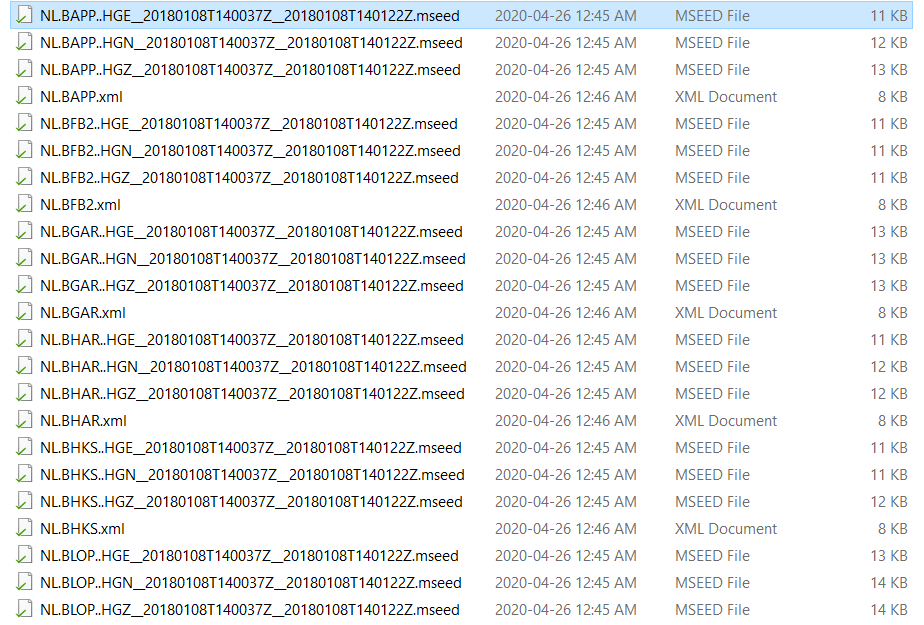 NL.BAPP..HGE__20180108T140037Z__20180108T140122Z.mseed 2020-04-26 12:45 AM MSEED File 11 KB
NL.BAPP..HGN__20180108T140037Z__20180108T140122Z.mseed 2020-04-26 12:45 AM MSEED File 12 KB
NL.BAPP..HGZ__20180108T140037Z__20180108T140122Z.mseed 2020-04-26 12:45 AM MSEED File 13 KB
NL.BAPP.xml 2020-04-26 12:46 AM XML Document 8 KB
NL.BFB2..HGE__20180108T140037Z__20180108T140122Z.mseed 2020-04-26 12:45 AM MSEED File 11 KB
NL.BFB2..HGN__20180108T140037Z__20180108T140122Z.mseed 2020-04-26 12:45 AM MSEED File 11 KB
NL.BFB2..HGZ__20180108T140037Z__20180108T140122Z.mseed 2020-04-26 12:45 AM MSEED File 11 KB
NL.BFB2.xml 2020-04-26 12:46 AM XML Document 8 KB
NL.BGAR..HGE__20180108T140037Z__20180108T140122Z.mseed 2020-04-26 12:45 AM MSEED File 13 KB
NL.BGAR..HGN__20180108T140037Z__20180108T140122Z.mseed 2020-04-26 12:45 AM MSEED File 13 KB
NL.BGAR..HGZ__20180108T140037Z__20180108T140122Z.mseed 2020-04-26 12:45 AM MSEED File 13 KB
NL.BGAR.xml 2020-04-26 12:46 AM XML Document 8 KB
NL.BHAR..HGE__20180108T140037Z__20180108T140122Z.mseed 2020-04-26 12:45 AM MSEED File 11 KB
NL.BHAR..HGN__20180108T140037Z__20180108T140122Z.mseed 2020-04-26 12:45 AM MSEED File 12 KB
NL.BHAR..HGZ__20180108T140037Z__20180108T140122Z.mseed 2020-04-26 12:45 AM MSEED File 12 KB
NL.BHAR.xml 2020-04-26 12:46 AM XML Document 8 KB
NL.BHKS..HGE__20180108T140037Z__20180108T140122Z.mseed 2020-04-26 12:45 AM MSEED File 11 KB
NL.BHKS..HGN__20180108T140037Z__20180108T140122Z.mseed 2020-04-26 12:45 AM MSEED File 11 KB
NL.BHKS..HGZ__20180108T140037Z__20180108T140122Z.mseed 2020-04-26 12:45 AM MSEED File 12 KB
NL.BHKS.xml 2020-04-26 12:46 AM XML Document 8 KB
NL.BLOP..HGE__20180108T140037Z__20180108T140122Z.mseed 2020-04-26 12:45 AM MSEED File 13 KB
NL.BLOP..HGN__20180108T140037Z__20180108T140122Z.mseed 2020-04-26 12:45 AM MSEED File 14 KB
NL.BLOP..HGZ__20180108T140037Z__20180108T140122Z.mseed 2020-04-26 12:45 AM MSEED File 14 KB